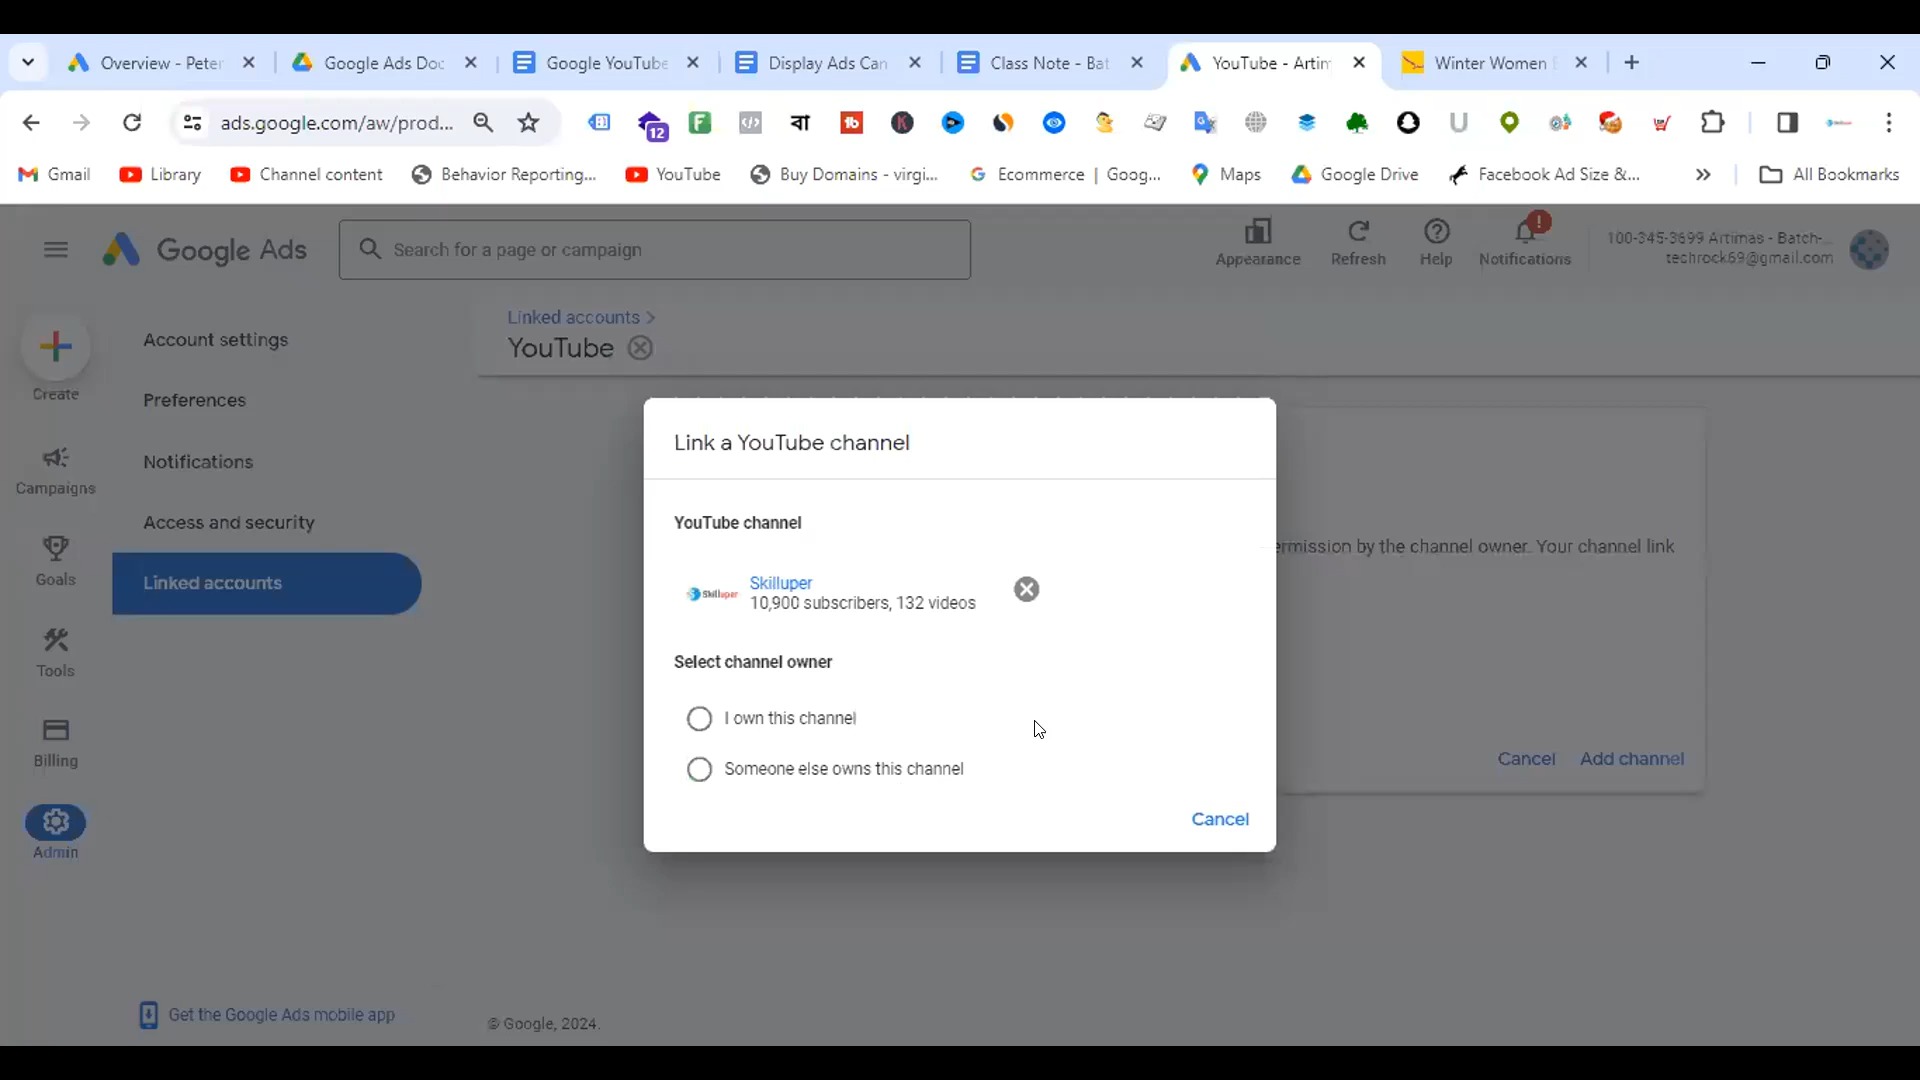 Overview - Peter
Google Ads Doc
Google YouTube
Display Ads Can
Class Note - Bat
YouTube - Artim
Winter Women
ads.google.com/aw/prod...
12
বা
Gmail
Library
Channel content
Behavior Reporting...
YouTube
Buy Domains - virgi...
Ecommerce | Goog...
Maps
Google Drive
Facebook Ad Size &...
All Bookmarks
Google Ads
Search for a page or campaign
Appearance
Refresh
Help
Notifications
100-345-3699 Artimas - Batch-...
techrock69@gmail.com
Create
Campaigns
Goals
Tools
Billing
Admin
Account settings
Preferences
Notifications
Access and security
Linked accounts
Linked accounts
YouTube
Link a YouTube channel
YouTube channel
Skilluper
Skilluper
10,900 subscribers, 132 videos
Select channel owner
I own this channel
Someone else owns this channel
Cancel
ermission by the channel owner. Your channel link
Cancel
Add channel
Get the Google Ads mobile app
© Google, 2024.